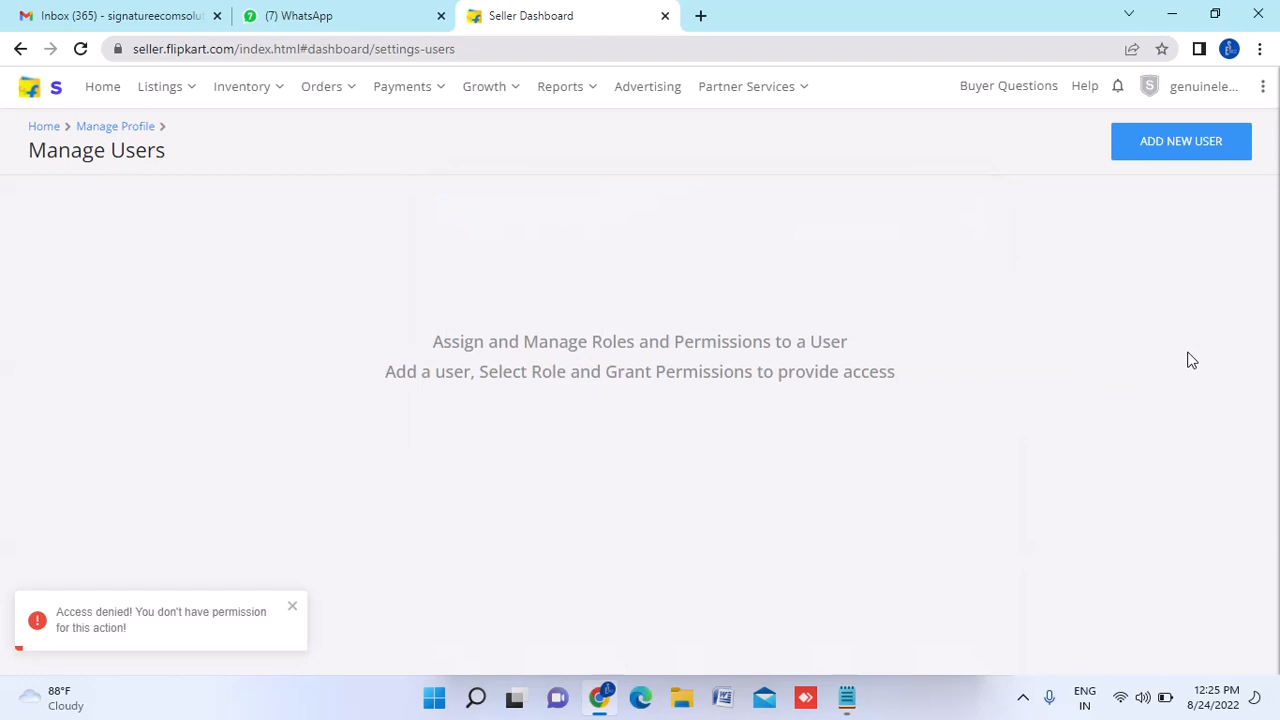 Inbox (365) - signatureecomsolut
(7) WhatsApp
Seller Dashboard
seller.flipkart.com/index.html#dashboard/settings-users
Home
Listings
Inventory
Orders
Payments
Growth
Reports
Advertising
Partner Services
Buyer Questions
Help
genuinele...
Home
Manage Profile
Manage Users
ADD NEW USER
Assign and Manage Roles and Permissions to a User
Add a user, Select Role and Grant Permissions to provide access
Access denied! You don't have permission
for this action!
88°F
Cloudy
ENG
IN
12:25 PM
8/24/2022